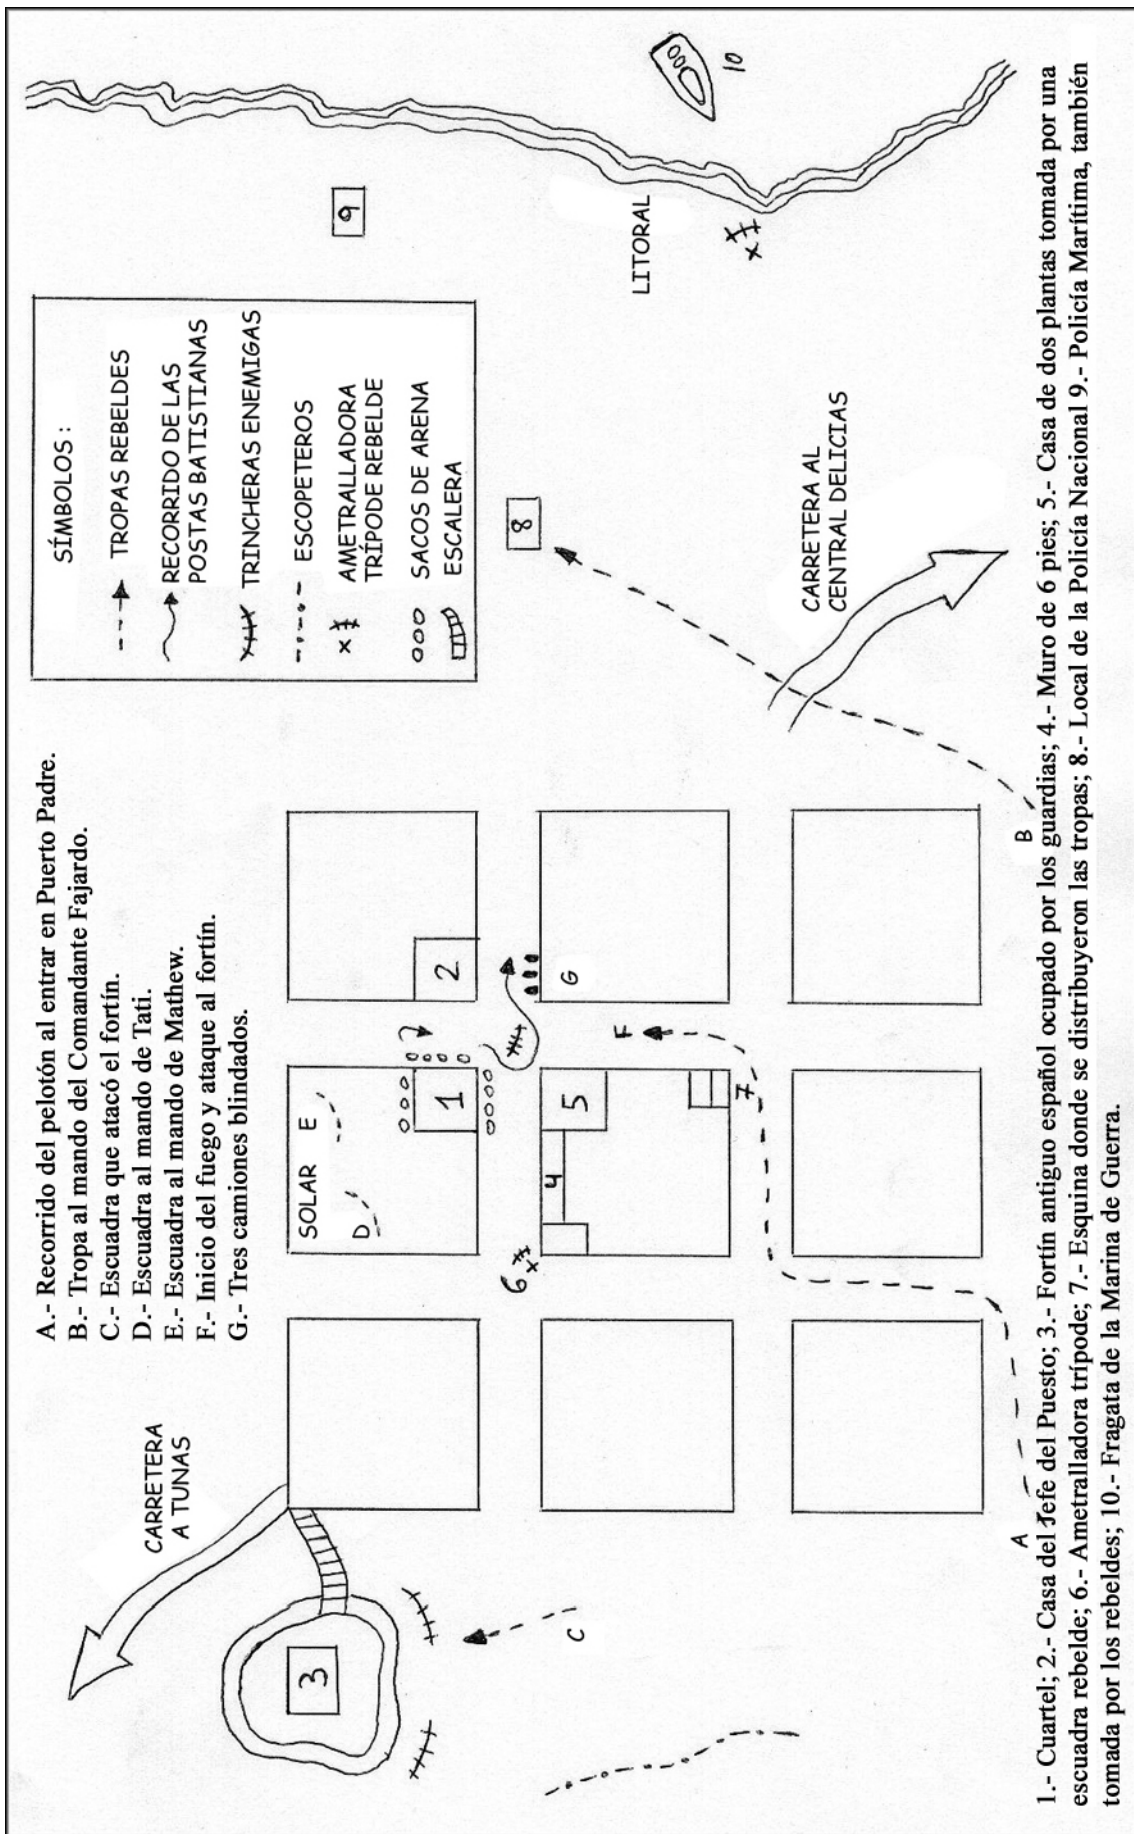 A.- Recorrido del pelotón al entrar en Puerto Padre.
B.- Tropa al mando del Comandante Fajardo.
C.- Escuadra que atacó el fortín.
D.- Escuadra al mando de Tati.
E.- Escuadra al mando de Mathew.
F.- Inicio del fuego y ataque al fortín.
G.- Tres camiones blindados.
SÍMBOLOS :
TROPAS REBELDES
RECORRIDO DE LAS
POSTAS BATISTIANAS
TRINCHERAS ENEMIGAS
ESCOPETEROS
AMETRALLADORA
TRÍPODE REBELDE
SACOS DE ARENA
ESCALERA
CARRETERA
A TUNAS
3
C
A
SOLAR E
D
1
2
6
4
5
7
F
G
B
8
9
10
LITORAL
CARRETERA AL
CENTRAL DELICIAS
1.- Cuartel; 2.- Casa del Jefe del Puesto; 3.- Fortín antiguo español ocupado por los guardias; 4.- Muro de 6 pies; 5.- Casa de dos plantas tomada por una
escuadra rebelde; 6.- Ametralladora trípode; 7.- Esquina donde se distribuyeron las tropas; 8.- Local de la Policía Nacional 9.- Policía Marítima, también
tomada por los rebeldes; 10.- Fragata de la Marina de Guerra.